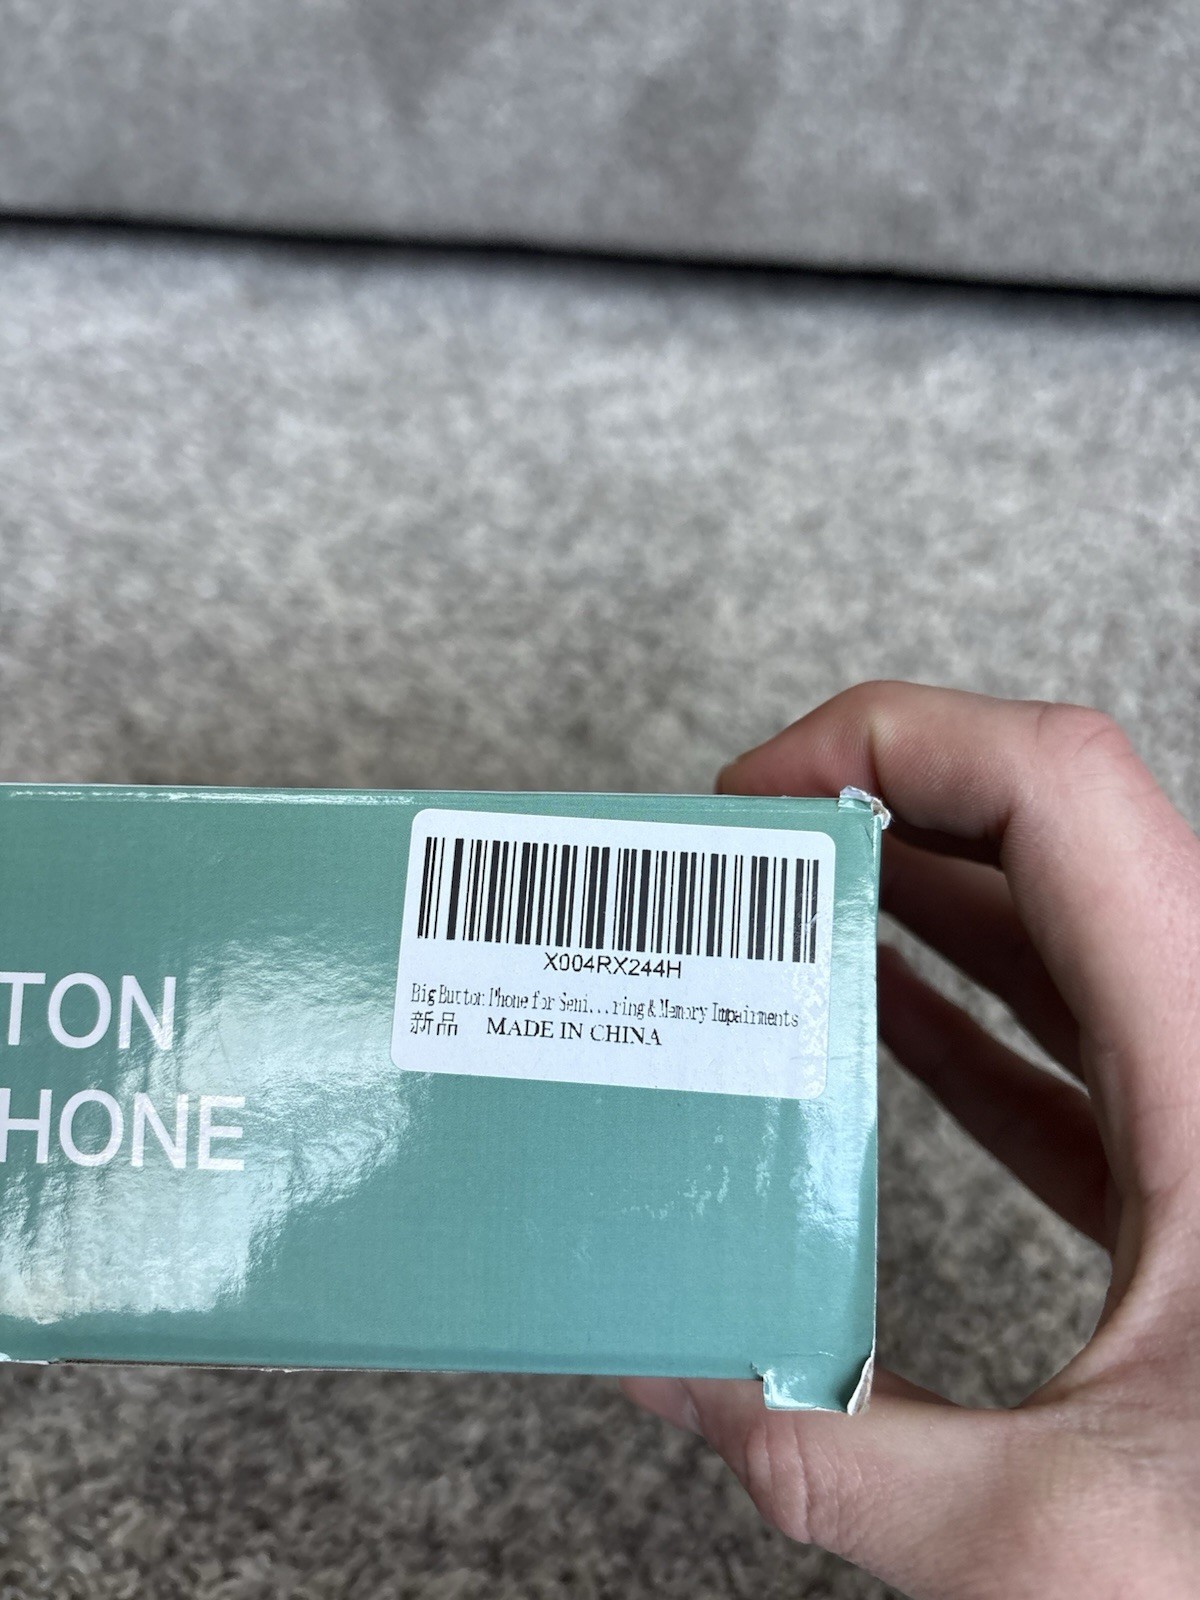 TON
HONE
X004RX244H
Big Button Phone for Seni...ring & Memory Impairments
新品 MADE IN CHINA